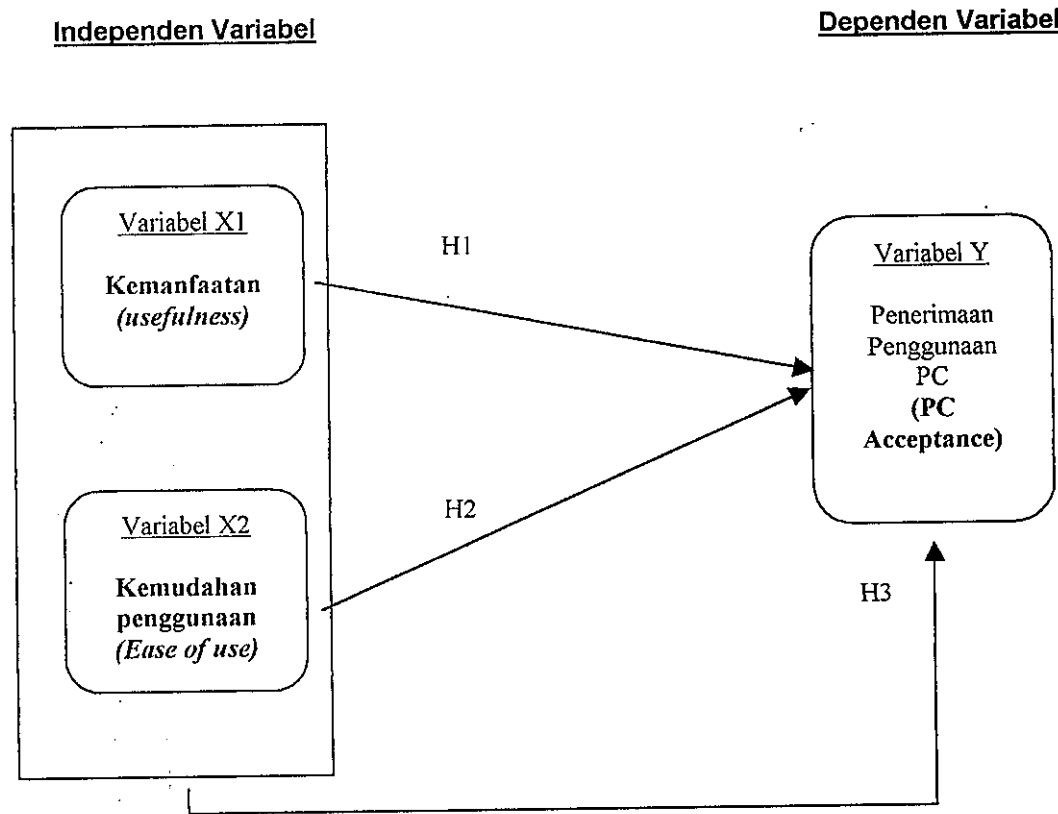 Independen Variabel
Dependen Variabel
Variabel X1
Kemanfaatan
(usefulness)
H1
Variabel Y
Penerimaan
Penggunaan
PC
(PC
Acceptance)
Variabel X2
Kemudahan
penggunaan
(Ease of use)
H2
H3